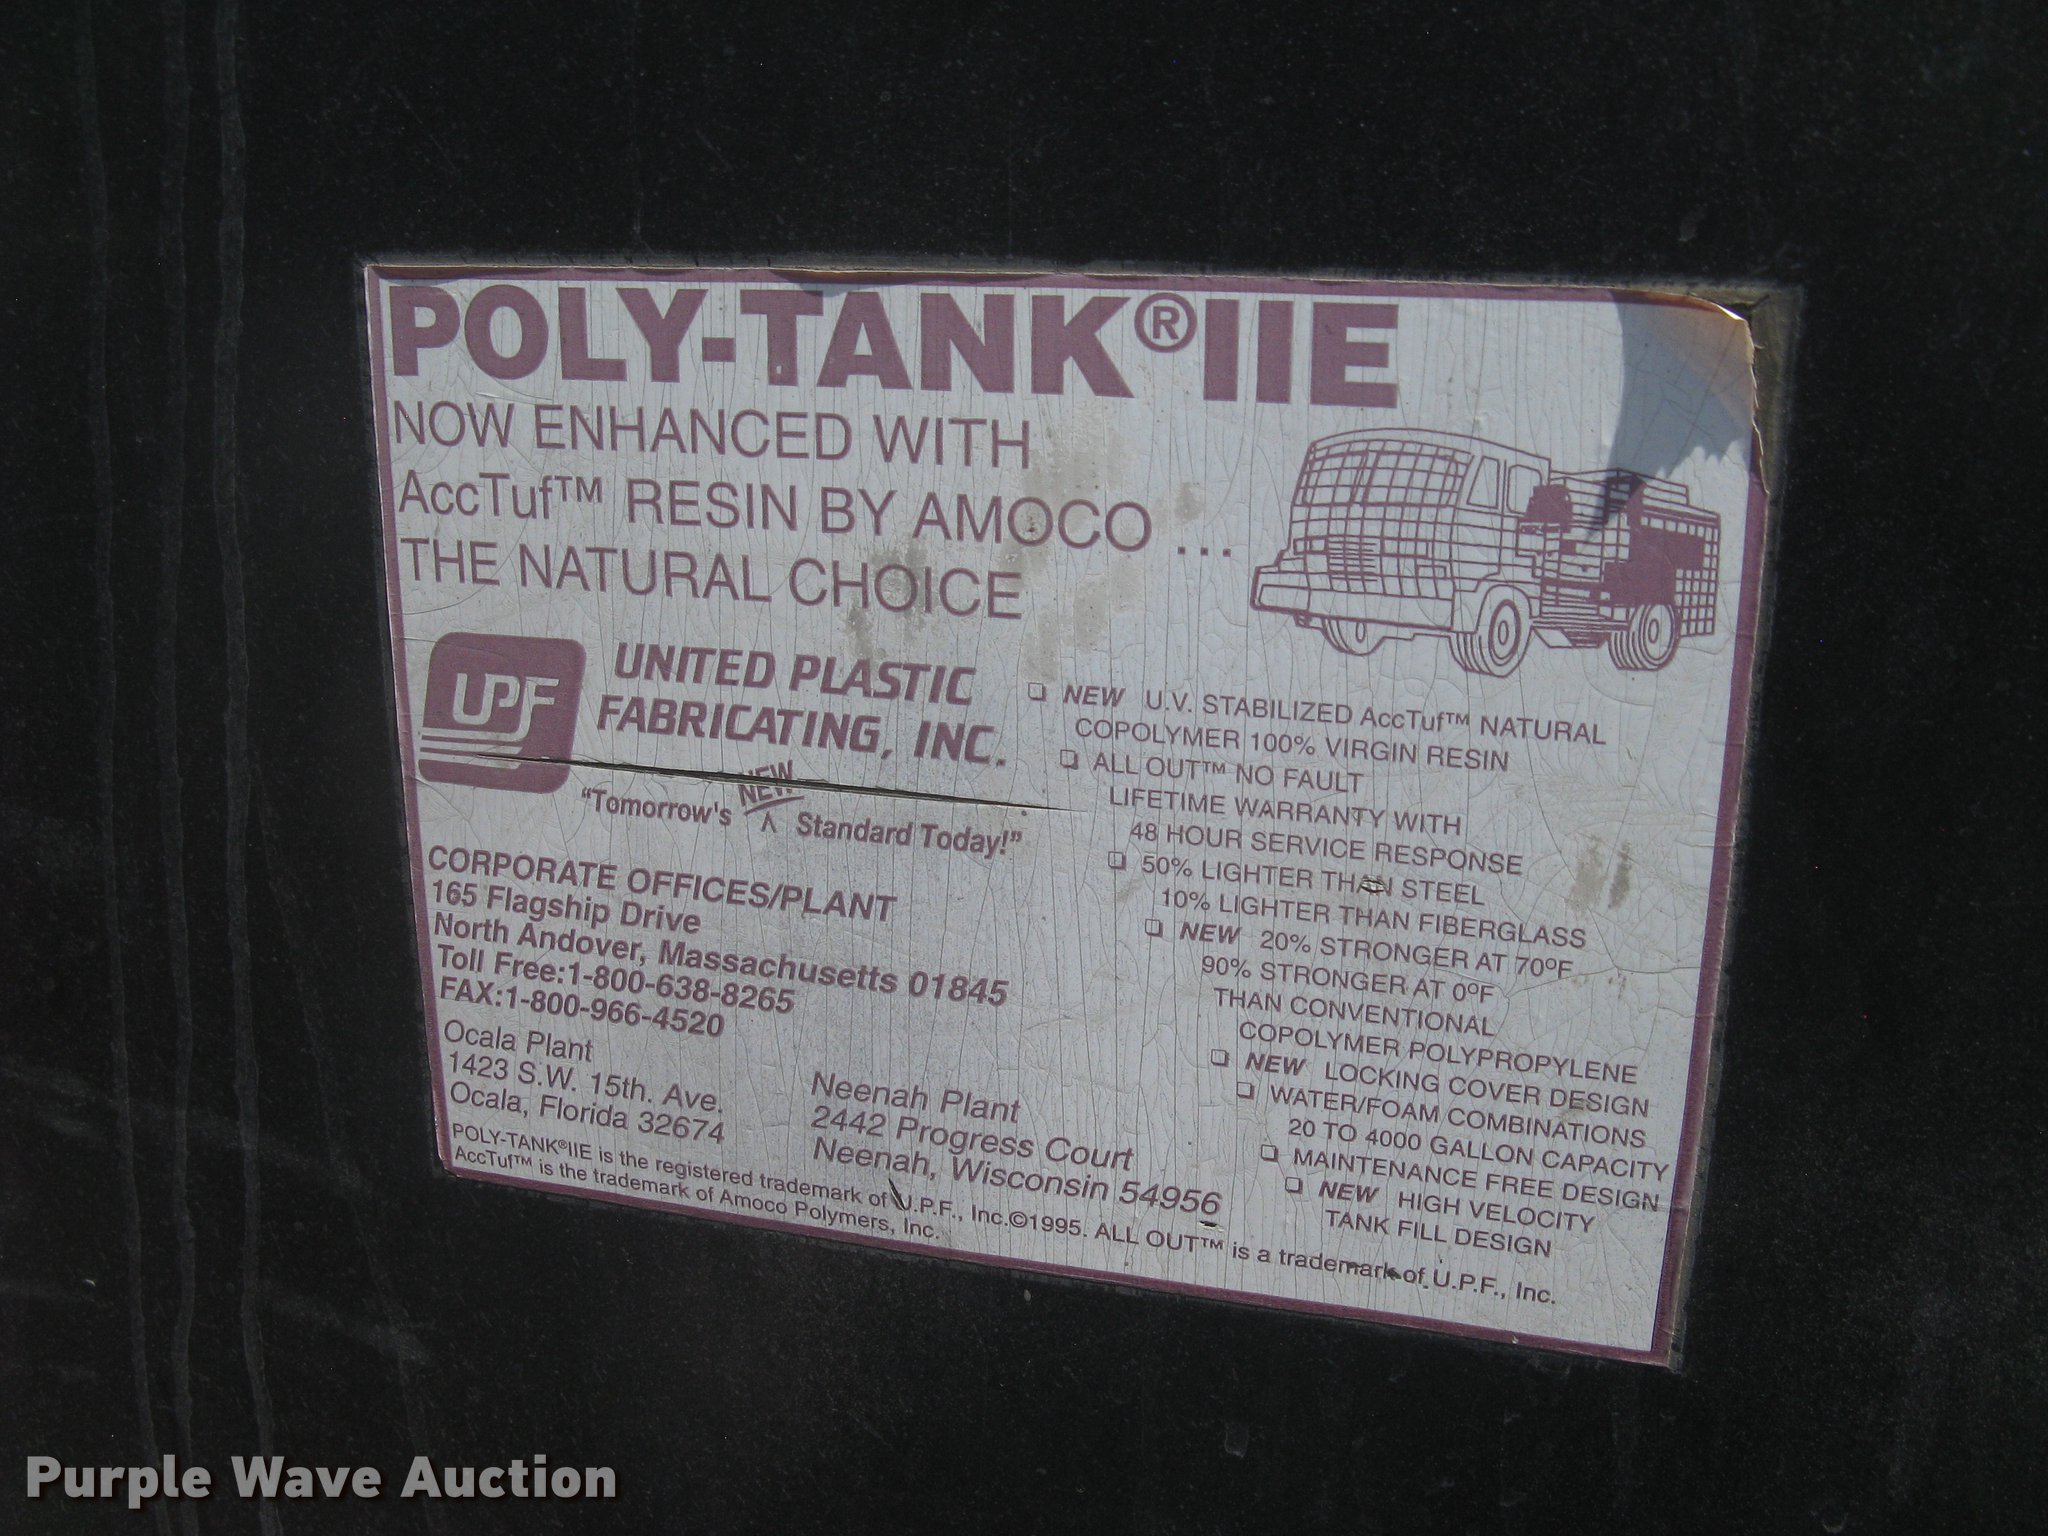 POLY-TANK®IIE
NOW ENHANCED WITH
AccTuf™ RESIN BY AMOCO ...
THE NATURAL CHOICE
UPF
UNITED PLASTIC
FABRICATING, INC.
NEW
"Tomorrow's ^ Standard Today!"
CORPORATE OFFICES/PLANT
165 Flagship Drive
North Andover, Massachusetts 01845
Toll Free:1-800-638-8265
FAX:1-800-966-4520
Ocala Plant
1423 S.W. 15th. Ave.
Ocala, Florida 32674
Neenah Plant
2442 Progress Court
Neenah, Wisconsin 54956
❑ NEW U.V. STABILIZED AccTuf™ NATURAL
COPOLYMER 100% VIRGIN RESIN
❑ ALL OUT™ NO FAULT
LIFETIME WARRANTY WITH
48 HOUR SERVICE RESPONSE
❑ 50% LIGHTER THAN STEEL
10% LIGHTER THAN FIBERGLASS
❑ NEW 20% STRONGER AT 70ºF
90% STRONGER AT 0ºF
THAN CONVENTIONAL
COPOLYMER POLYPROPYLENE
❑ NEW LOCKING COVER DESIGN
❑ WATER/FOAM COMBINATIONS
20 TO 4000 GALLON CAPACITY
❑ MAINTENANCE FREE DESIGN
❑ NEW HIGH VELOCITY
TANK FILL DESIGN
POLY-TANK®IIE is the registered trademark of U.P.F., Inc.©1995. ALL OUT™ is a trademark of U.P.F., Inc.
AccTuf™ is the trademark of Amoco Polymers, Inc.
Purple Wave Auction